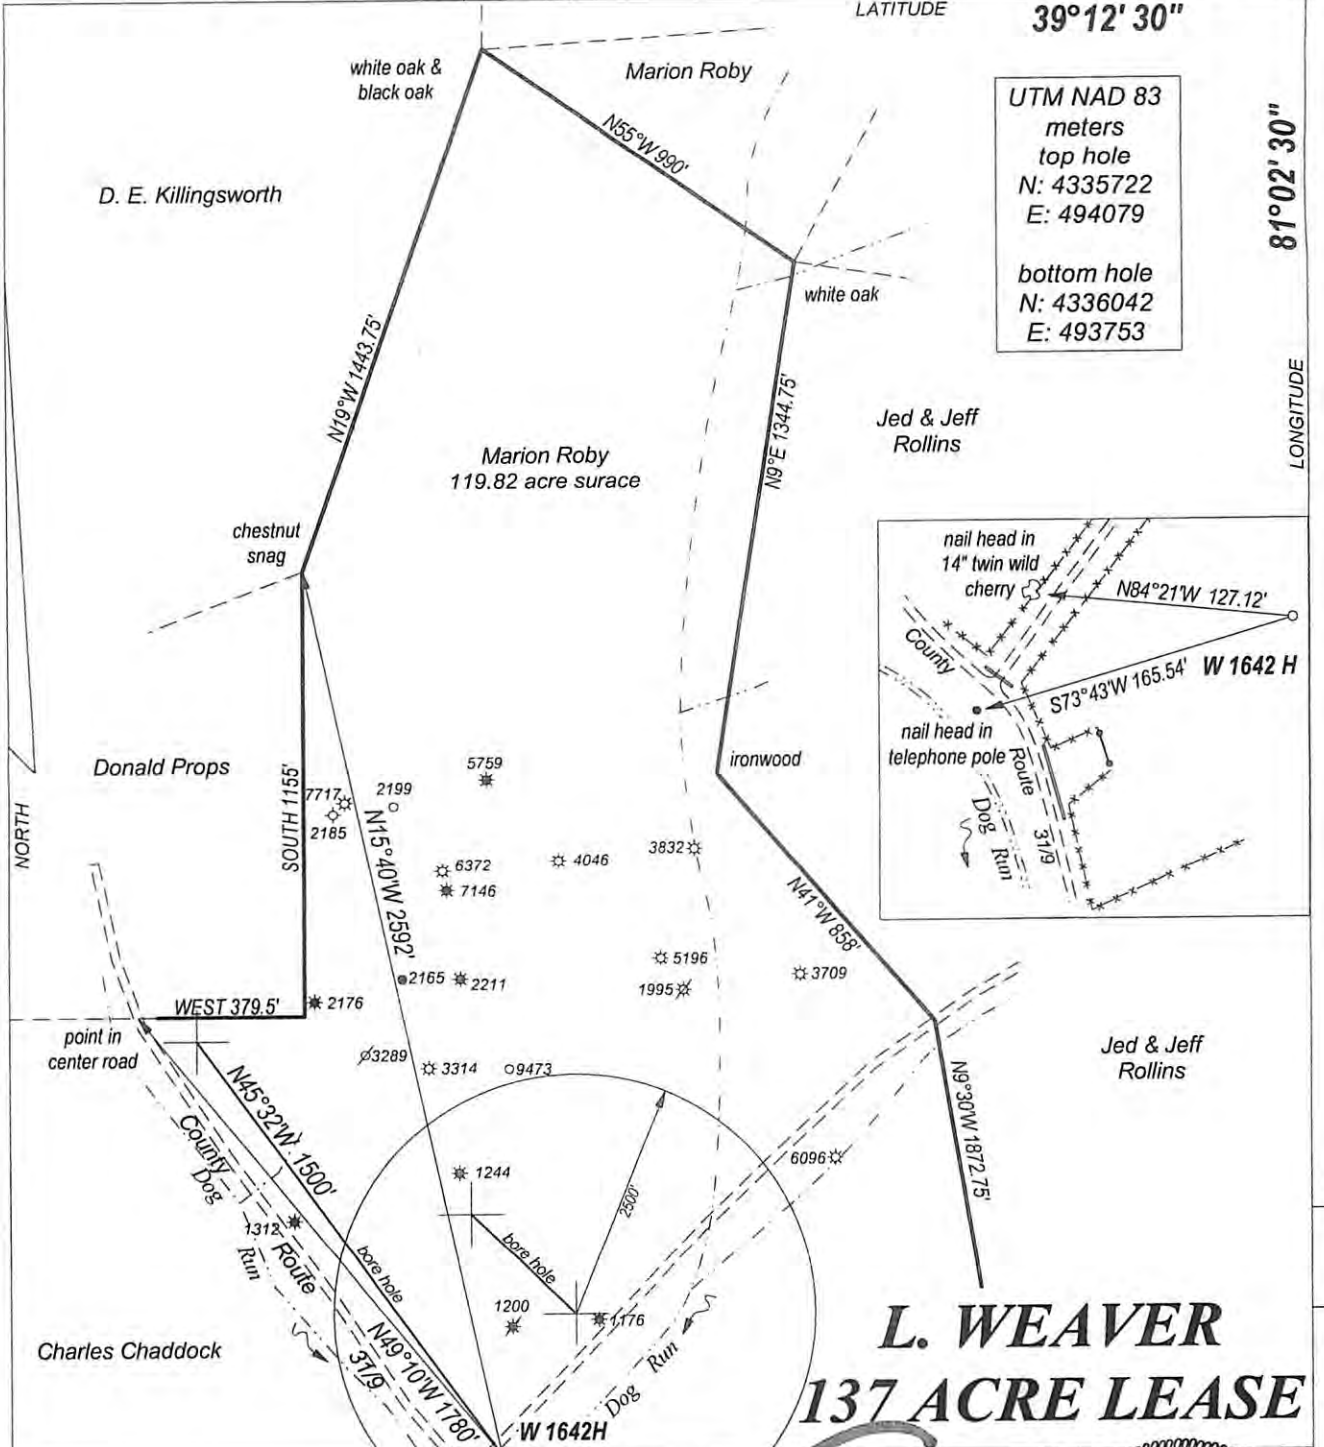 LATITUDE
39°12' 30"
UTM NAD 83
meters
top hole
N: 4335722
E: 494079
bottom hole
N: 4336042
E: 493753
81°02' 30"
LONGITUDE
white oak &
black oak
Marion Roby
N55°W 990'
D. E. Killingsworth
white oak
N19°W 1443.75'
N9°E 1344.75'
Jed & Jeff
Rollins
Marion Roby
119.82 acre surace
chestnut
snag
nail head in
14" twin wild
cherry
N84°21'W 127.12'
County
W 1642 H
S73°43'W 165.54'
nail head in
telephone pole
Route
31/9
Dog
Run
ironwood
Donald Props
NORTH
SOUTH 1155'
N15°40'W 2592'
5759
7717
2199
2185
6372
4046
3832
7146
N41°W 858'
2165
2211
5196
3709
1995
WEST 379.5'
2176
point in
center road
3289
3314
9473
Jed & Jeff
Rollins
N45°32'W 1500'
N9°30'W 1872.75'
County
Dog
1244
2500'
6096
1312
Route
Run
bore hole
bore hole
1200
1176
Charles Chaddock
N49°10'W 1780'
31/9
Run
Dog
W 1642H
L. WEAVER
137 ACRE LEASE